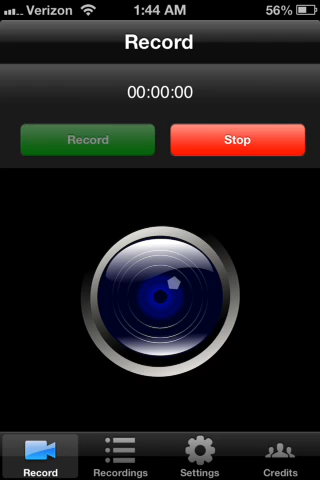 Verizon 1:44 AM 56%
Record
00:00:00
Record Stop
Record Recordings Settings Credits